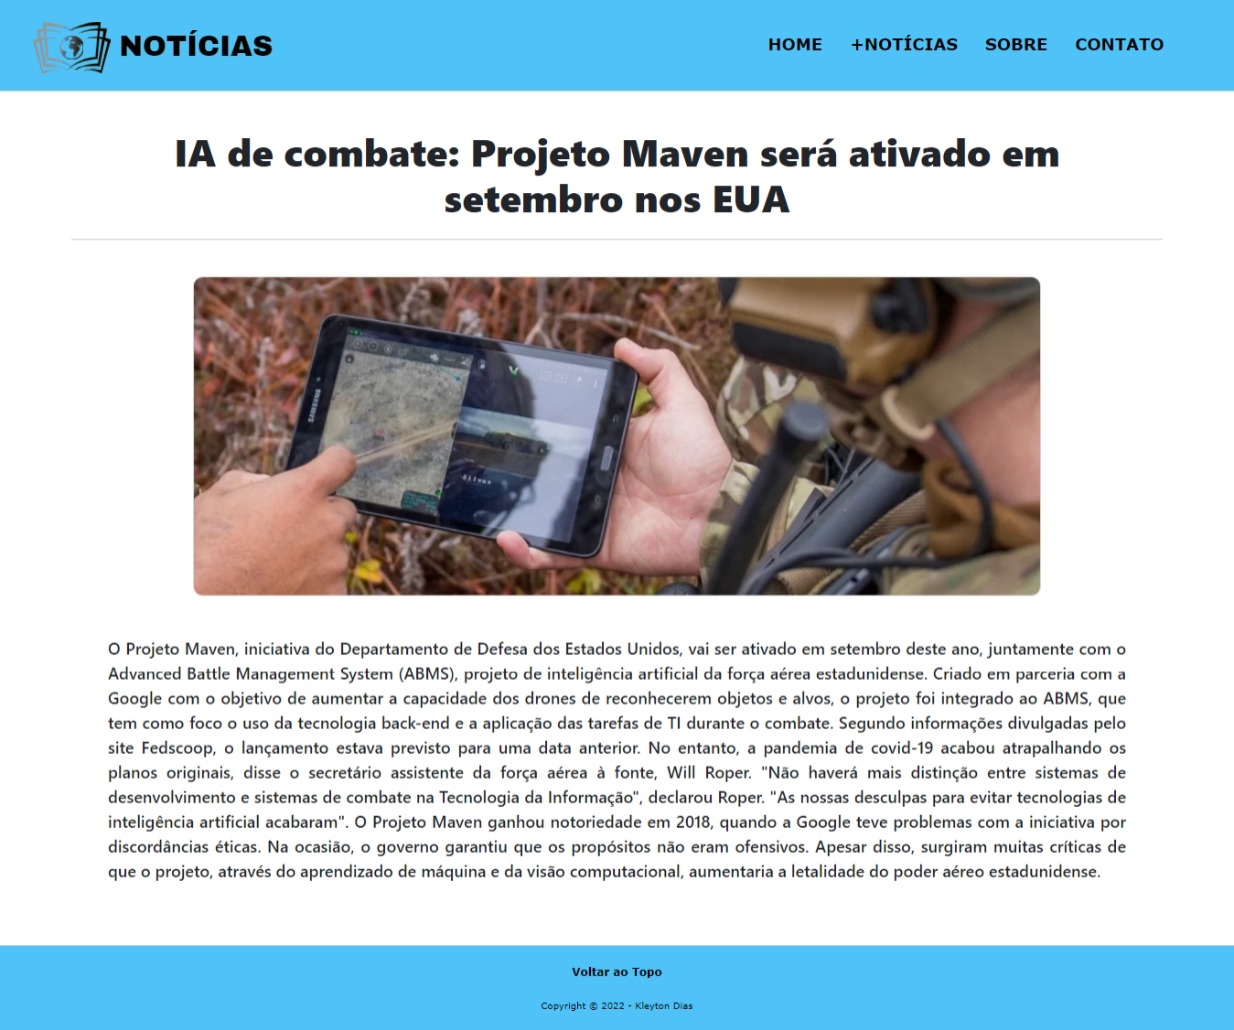 NOTÍCIAS
HOME +NOTÍCIAS SOBRE CONTATO
IA de combate: Projeto Maven será ativado em
setembro nos EUA
SAMSUNG
O Projeto Maven, iniciativa do Departamento de Defesa dos Estados Unidos, vai ser ativado em setembro deste ano, juntamente com o
Advanced Battle Management System (ABMS), projeto de inteligência artificial da força aérea estadunidense. Criado em parceria com a
Google com o objetivo de aumentar a capacidade dos drones de reconhecerem objetos e alvos, o projeto foi integrado ao ABMS, que
tem como foco o uso da tecnologia back-end e a aplicação das tarefas de TI durante o combate. Segundo informações divulgadas pelo
site Fedscoop, o lançamento estava previsto para uma data anterior. No entanto, a pandemia de covid-19 acabou atrapalhando os
planos originais, disse o secretário assistente da força aérea à fonte, Will Roper. "Não haverá mais distinção entre sistemas de
desenvolvimento e sistemas de combate na Tecnologia da Informação", declarou Roper. "As nossas desculpas para evitar tecnologias de
inteligência artificial acabaram". O Projeto Maven ganhou notoriedade em 2018, quando a Google teve problemas com a iniciativa por
discordâncias éticas. Na ocasião, o governo garantiu que os propósitos não eram ofensivos. Apesar disso, surgiram muitas críticas de
que o projeto, através do aprendizado de máquina e da visão computacional, aumentaria a letalidade do poder aéreo estadunidense.
Voltar ao Topo
Copyright © 2022 - Kleyton Dias